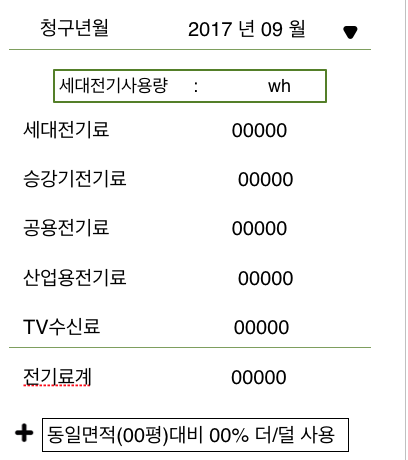 청구년월 2017 년 09 월
세대전기사용량 : wh
세대전기료 00000
승강기전기료 00000
공용전기료 00000
산업용전기료 00000
TV수신료 00000
전기료계 00000
동일면적(00평)대비 00% 더/덜 사용